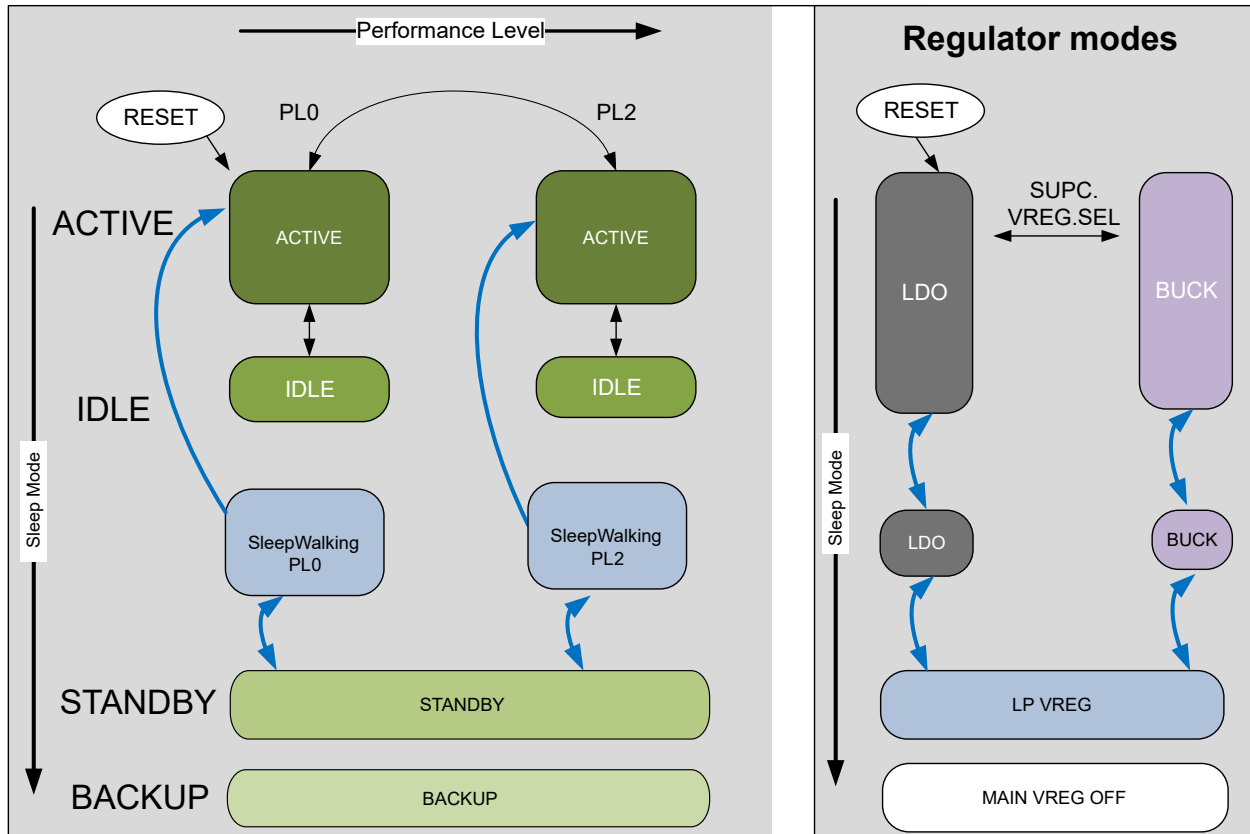 Performance Level
RESET
PL0
PL2
ACTIVE
ACTIVE
ACTIVE
IDLE
IDLE
IDLE
Sleep Mode
SleepWalking
PL0
SleepWalking
PL2
STANDBY
STANDBY
BACKUP
BACKUP
Regulator modes
RESET
SUPC.
VREG.SEL
LDO
BUCK
Sleep Mode
LDO
BUCK
LP VREG
MAIN VREG OFF